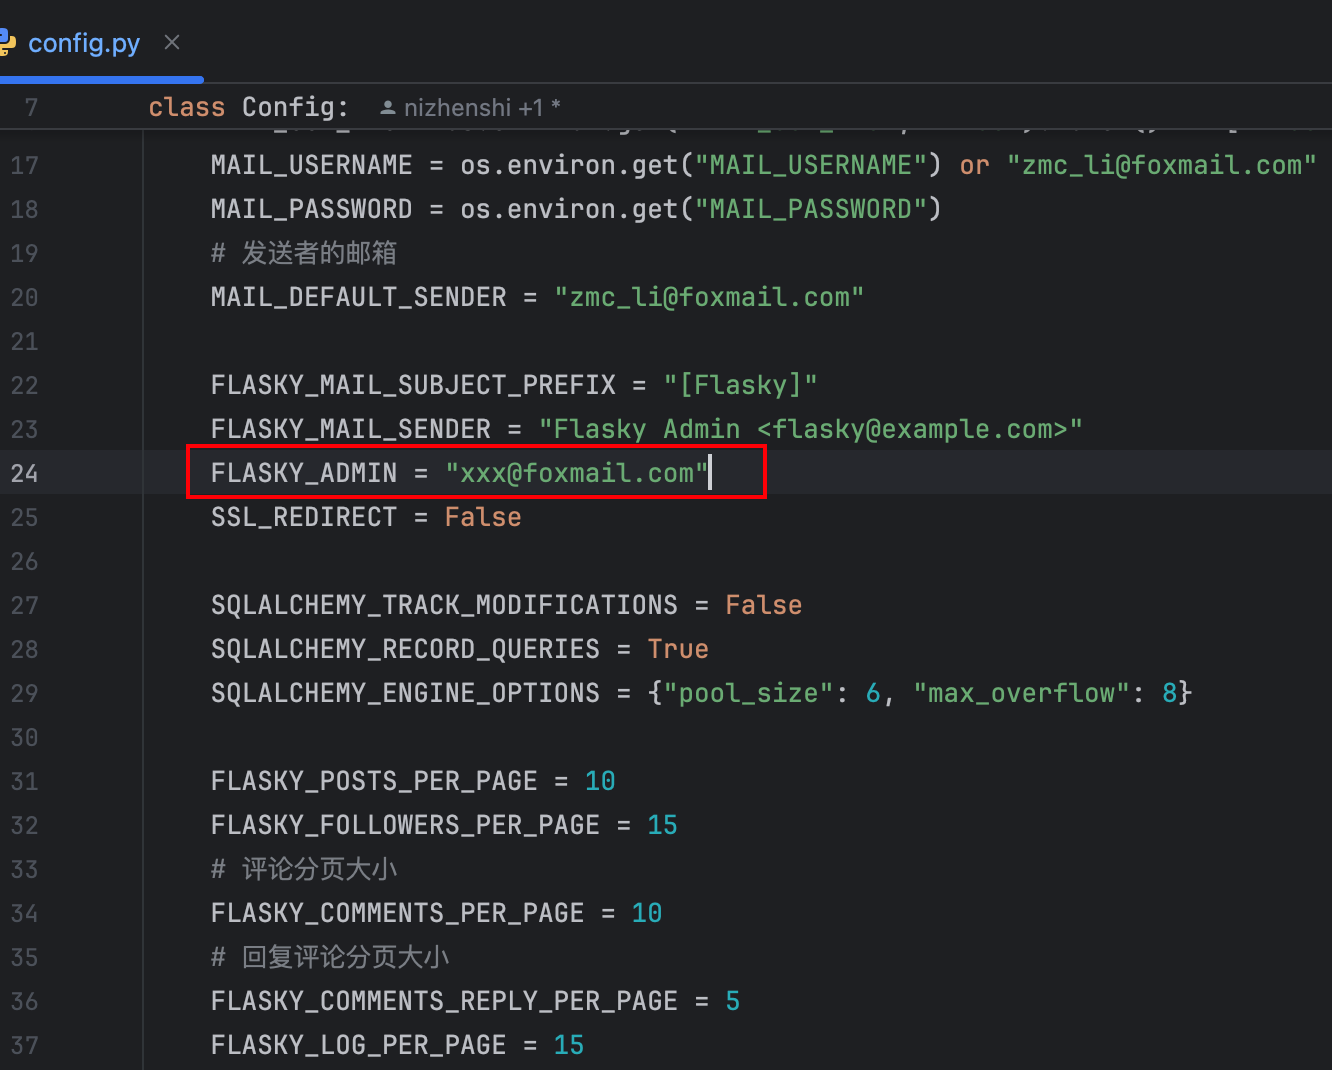 config.py
7 class Config: nizhenshi +1 *
17 MAIL_USERNAME = os.environ.get("MAIL_USERNAME") or "zmc_li@foxmail.com"
18 MAIL_PASSWORD = os.environ.get("MAIL_PASSWORD")
19 # 发送者的邮箱
20 MAIL_DEFAULT_SENDER = "zmc_li@foxmail.com"
21
22 FLASKY_MAIL_SUBJECT_PREFIX = "[Flasky]"
23 FLASKY_MAIL_SENDER = "Flasky Admin <flasky@example.com>"
24 FLASKY_ADMIN = "xxx@foxmail.com"
25 SSL_REDIRECT = False
26
27 SQLALCHEMY_TRACK_MODIFICATIONS = False
28 SQLALCHEMY_RECORD_QUERIES = True
29 SQLALCHEMY_ENGINE_OPTIONS = {"pool_size": 6, "max_overflow": 8}
30
31 FLASKY_POSTS_PER_PAGE = 10
32 FLASKY_FOLLOWERS_PER_PAGE = 15
33 # 评论分页大小
34 FLASKY_COMMENTS_PER_PAGE = 10
35 # 回复评论分页大小
36 FLASKY_COMMENTS_REPLY_PER_PAGE = 5
37 FLASKY_LOG_PER_PAGE = 15